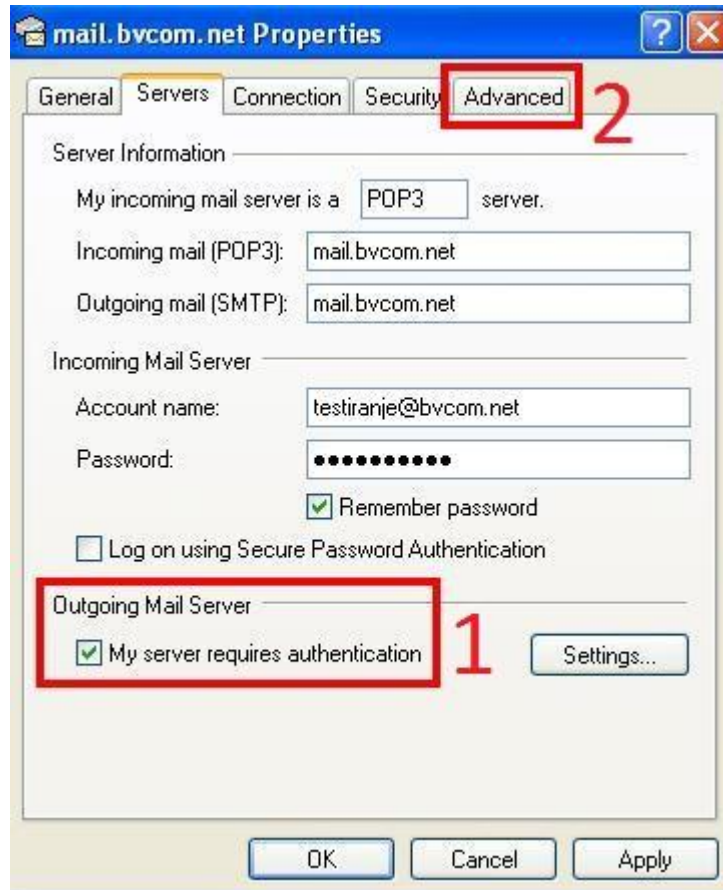 mail.bvcom.net Properties
General Servers Connection Security Advanced 2
Server Information
My incoming mail server is a POP3 server.
Incoming mail (POP3): mail.bvcom.net
Outgoing mail (SMTP): mail.bvcom.net
Incoming Mail Server
Account name: testiranje@bvcom.net
Password: ●●●●●●●●●●
Remember password
Log on using Secure Password Authentication
Outgoing Mail Server
My server requires authentication 1 Settings...
OK Cancel Apply